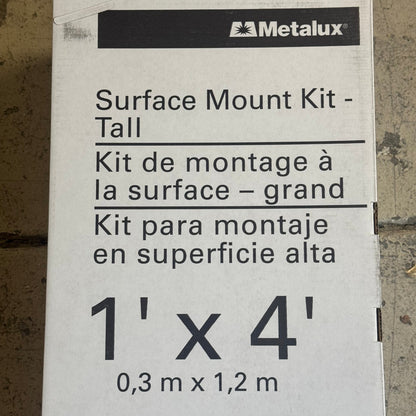 Metalux®
Surface Mount Kit -
Tall
Kit de montage à
la surface – grand
Kit para montaje
en superficie alta
1' x 4'
0,3 m x 1,2 m